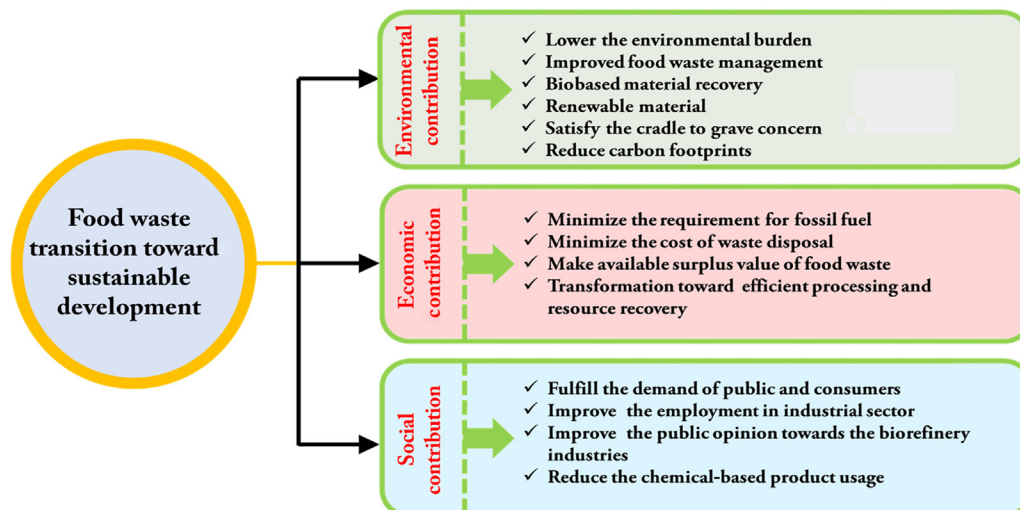 Food waste
transition toward
sustainable
development
Environmental
contribution
✓ Lower the environmental burden
✓ Improved food waste management
✓ Biobased material recovery
✓ Renewable material
✓ Satisfy the cradle to grave concern
✓ Reduce carbon footprints
Economic
contribution
✓ Minimize the requirement for fossil fuel
✓ Minimize the cost of waste disposal
✓ Make available surplus value of food waste
✓ Transformation toward efficient processing and
resource recovery
Social
contribution
✓ Fulfill the demand of public and consumers
✓ Improve the employment in industrial sector
✓ Improve the public opinion towards the biorefinery
industries
✓ Reduce the chemical-based product usage